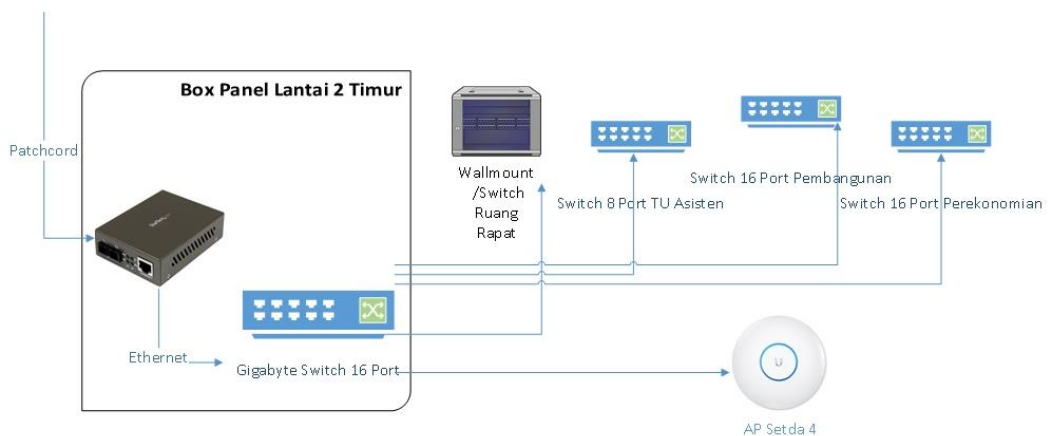 Box Panel Lantai 2 Timur
Patchcord
Wallmount
/Switch
Ruang
Rapat
Switch 8 Port TU Asisten
Switch 16 Port Pembangunan
Switch 16 Port Perekonomian
Ethernet
Gigabyte Switch 16 Port
AP Setda 4